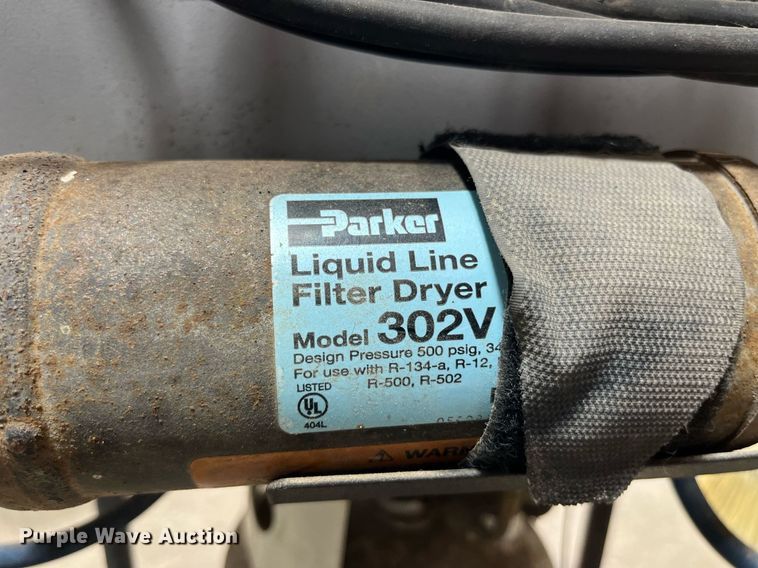 Parker
Liquid Line
Filter Dryer
Model 302V
Design Pressure 500 psig, 34
For use with R-134-a, R-12,
R-500, R-502
LISTED
UL
404L
Purple Wave Auction